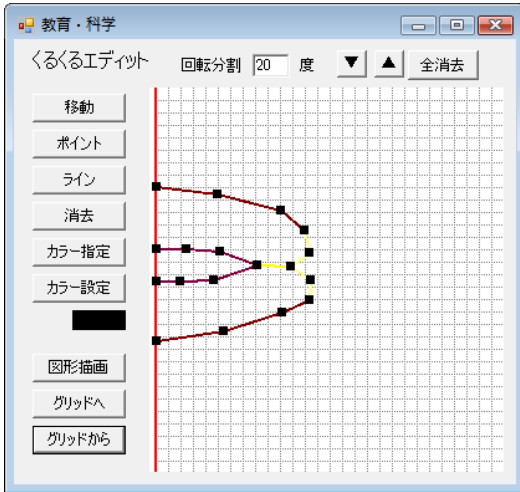 教育・科学
くるくるエディット 回転分割 20 度 ▼ ▲ 全消去
移動
ポイント
ライン
消去
カラー指定
カラー設定
図形描画
グリッドへ
グリッドから